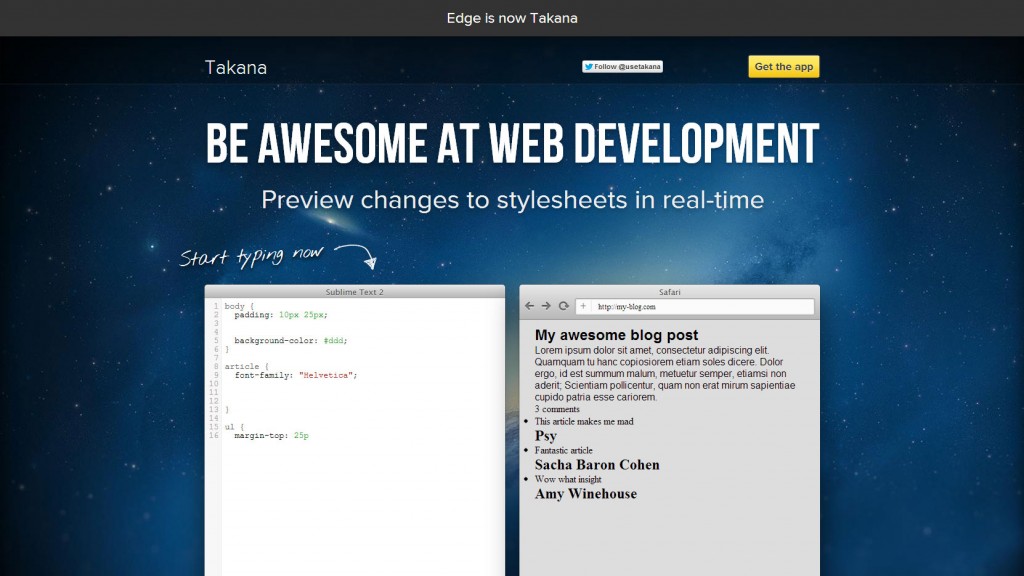 Edge is now Takana
Takana
Follow @usetakana
Get the app
BE AWESOME AT WEB DEVELOPMENT
Preview changes to stylesheets in real-time
Start typing now
Sublime Text 2
1 body {
2 padding: 10px 25px;
3
4
5 background-color: #ddd;
6 }
7
8 article {
9 font-family: "Helvetica";
10
11
12
13 }
14
15 ul {
16 margin-top: 25p
Safari
http://my-blog.com
My awesome blog post
Lorem ipsum dolor sit amet, consectetur adipiscing elit.
Quamquam tu hanc copiosiorem etiam soles dicere. Dolor
ergo, id est summum malum, metuetur semper, etiamsi non
aderit; Scientiam pollicentur, quam non erat mirum sapientiae
cupido patria esse cariorem.
3 comments
• This article makes me mad
Psy
• Fantastic article
Sacha Baron Cohen
• Wow what insight
Amy Winehouse